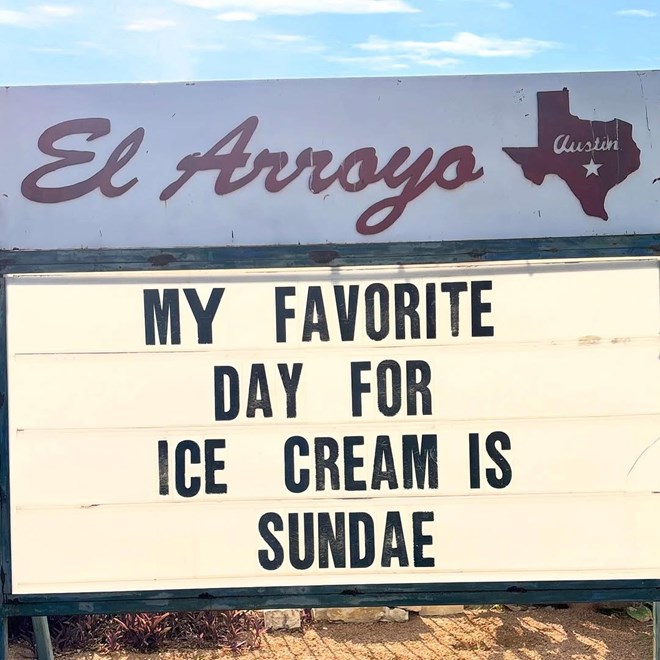 El Arroyo
Austin
MY FAVORITE
DAY FOR
ICE CREAM IS
SUNDAE